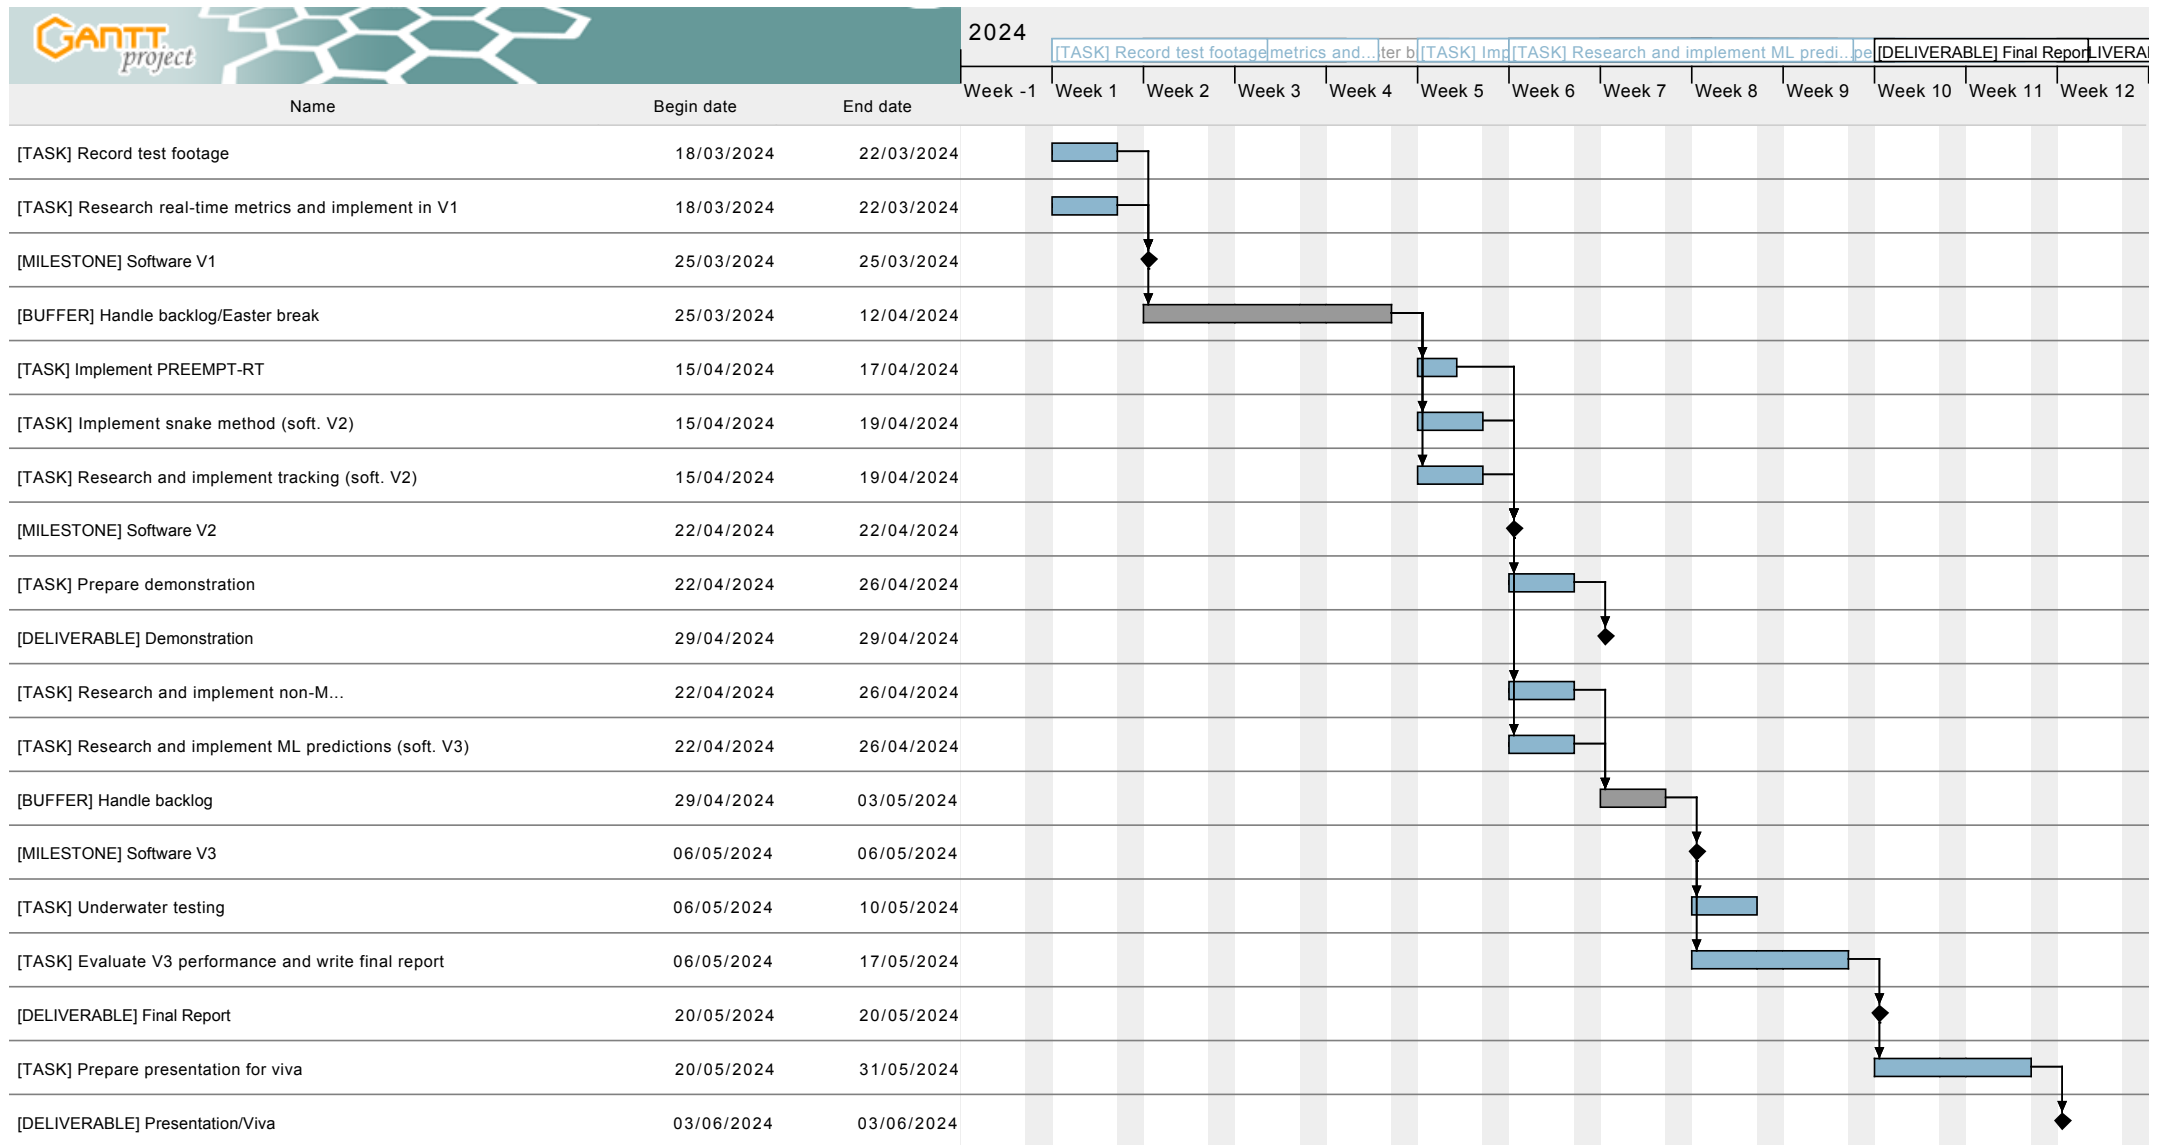 GANTT
project
2024
[TASK] Record test footage metrics and... ter b [TASK] Imp [TASK] Research and implement ML predi... pe [DELIVERABLE] Final Report LIVERA
Week -1 Week 1 Week 2 Week 3 Week 4 Week 5 Week 6 Week 7 Week 8 Week 9 Week 10 Week 11 Week 12
Name Begin date End date
[TASK] Record test footage 18/03/2024 22/03/2024
[TASK] Research real-time metrics and implement in V1 18/03/2024 22/03/2024
[MILESTONE] Software V1 25/03/2024 25/03/2024
[BUFFER] Handle backlog/Easter break 25/03/2024 12/04/2024
[TASK] Implement PREEMPT-RT 15/04/2024 17/04/2024
[TASK] Implement snake method (soft. V2) 15/04/2024 19/04/2024
[TASK] Research and implement tracking (soft. V2) 15/04/2024 19/04/2024
[MILESTONE] Software V2 22/04/2024 22/04/2024
[TASK] Prepare demonstration 22/04/2024 26/04/2024
[DELIVERABLE] Demonstration 29/04/2024 29/04/2024
[TASK] Research and implement non-M... 22/04/2024 26/04/2024
[TASK] Research and implement ML predictions (soft. V3) 22/04/2024 26/04/2024
[BUFFER] Handle backlog 29/04/2024 03/05/2024
[MILESTONE] Software V3 06/05/2024 06/05/2024
[TASK] Underwater testing 06/05/2024 10/05/2024
[TASK] Evaluate V3 performance and write final report 06/05/2024 17/05/2024
[DELIVERABLE] Final Report 20/05/2024 20/05/2024
[TASK] Prepare presentation for viva 20/05/2024 31/05/2024
[DELIVERABLE] Presentation/Viva 03/06/2024 03/06/2024